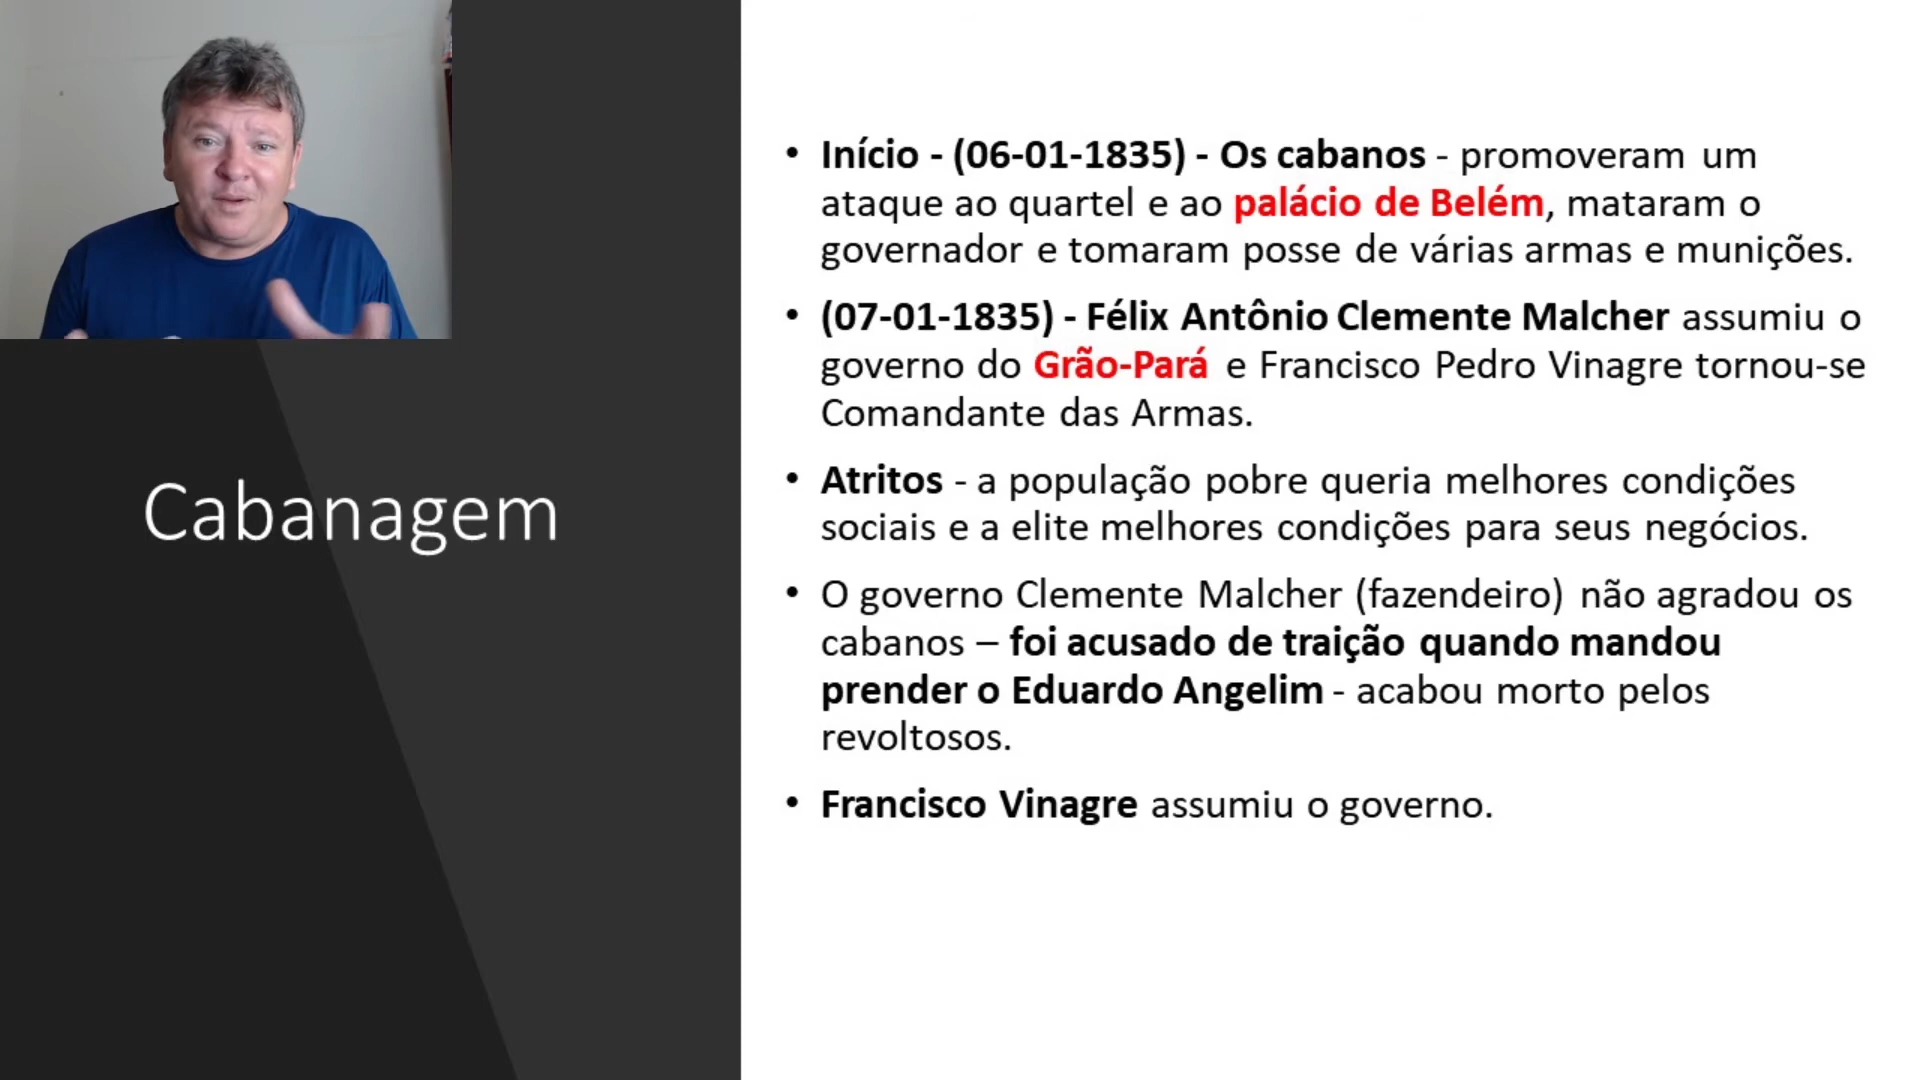 Cabanagem
• Início - (06-01-1835) - Os cabanos - promoveram um
ataque ao quartel e ao palácio de Belém, mataram o
governador e tomaram posse de várias armas e munições.
• (07-01-1835) - Félix Antônio Clemente Malcher assumiu o
governo do Grão-Pará e Francisco Pedro Vinagre tornou-se
Comandante das Armas.
• Atritos - a população pobre queria melhores condições
sociais e a elite melhores condições para seus negócios.
• O governo Clemente Malcher (fazendeiro) não agradou os
cabanos – foi acusado de traição quando mandou
prender o Eduardo Angelim - acabou morto pelos
revoltosos.
• Francisco Vinagre assumiu o governo.